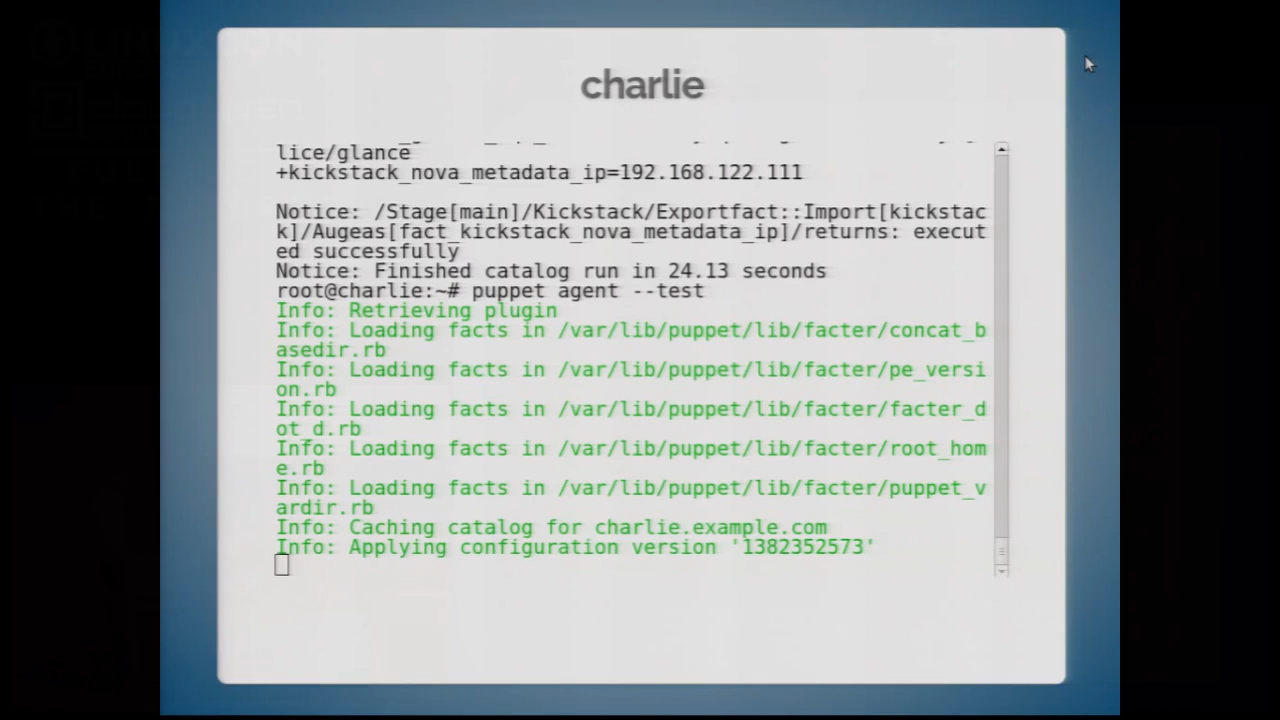 charlie
lice/glance
+kickstack_nova_metadata_ip=192.168.122.111
Notice: /Stage[main]/Kickstack/Exportfact::Import[kickstac
k]/Augeas[fact_kickstack_nova_metadata_ip]/returns: execut
ed successfully
Notice: Finished catalog run in 24.13 seconds
root@charlie:~# puppet agent --test
Info: Retrieving plugin
Info: Loading facts in /var/lib/puppet/lib/facter/concat_b
asedir.rb
Info: Loading facts in /var/lib/puppet/lib/facter/pe_versi
on.rb
Info: Loading facts in /var/lib/puppet/lib/facter/facter_d
ot_d.rb
Info: Loading facts in /var/lib/puppet/lib/facter/root_hom
e.rb
Info: Loading facts in /var/lib/puppet/lib/facter/puppet_v
ardir.rb
Info: Caching catalog for charlie.example.com
Info: Applying configuration version '1382352573'